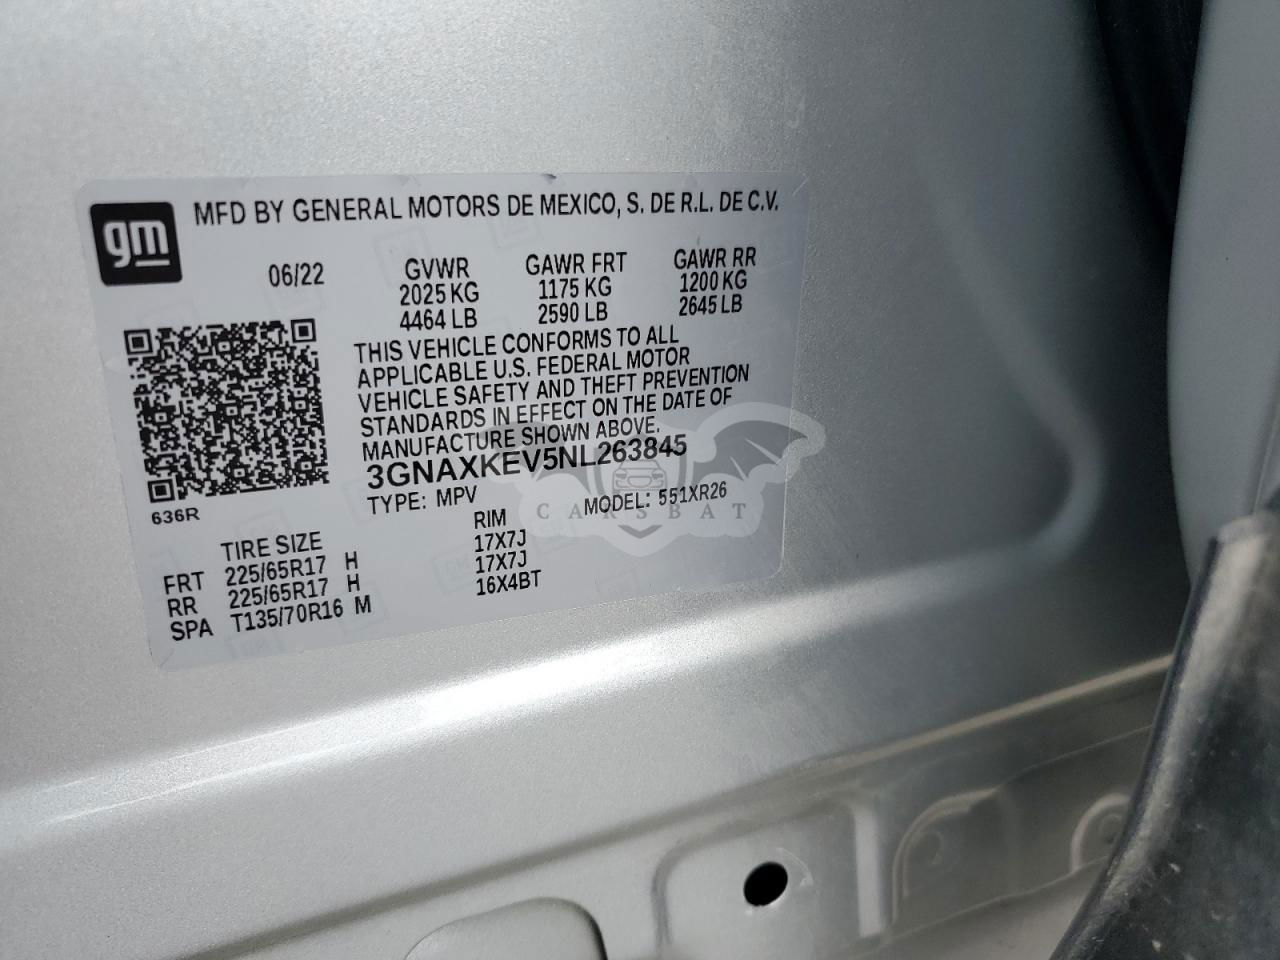 gm
MFD BY GENERAL MOTORS DE MEXICO, S. DE R.L. DE C.V.
06/22 GVWR GAWR FRT GAWR RR
2025 KG 1175 KG 1200 KG
4464 LB 2590 LB 2645 LB
THIS VEHICLE CONFORMS TO ALL
APPLICABLE U.S. FEDERAL MOTOR
VEHICLE SAFETY AND THEFT PREVENTION
STANDARDS IN EFFECT ON THE DATE OF
MANUFACTURE SHOWN ABOVE.
3GNAXKEV5NL263845
TYPE: MPV MODEL: 551XR26
CARSBAT
636R
TIRE SIZE RIM
FRT 225/65R17 H 17X7J
RR 225/65R17 H 17X7J
SPA T135/70R16 M 16X4BT